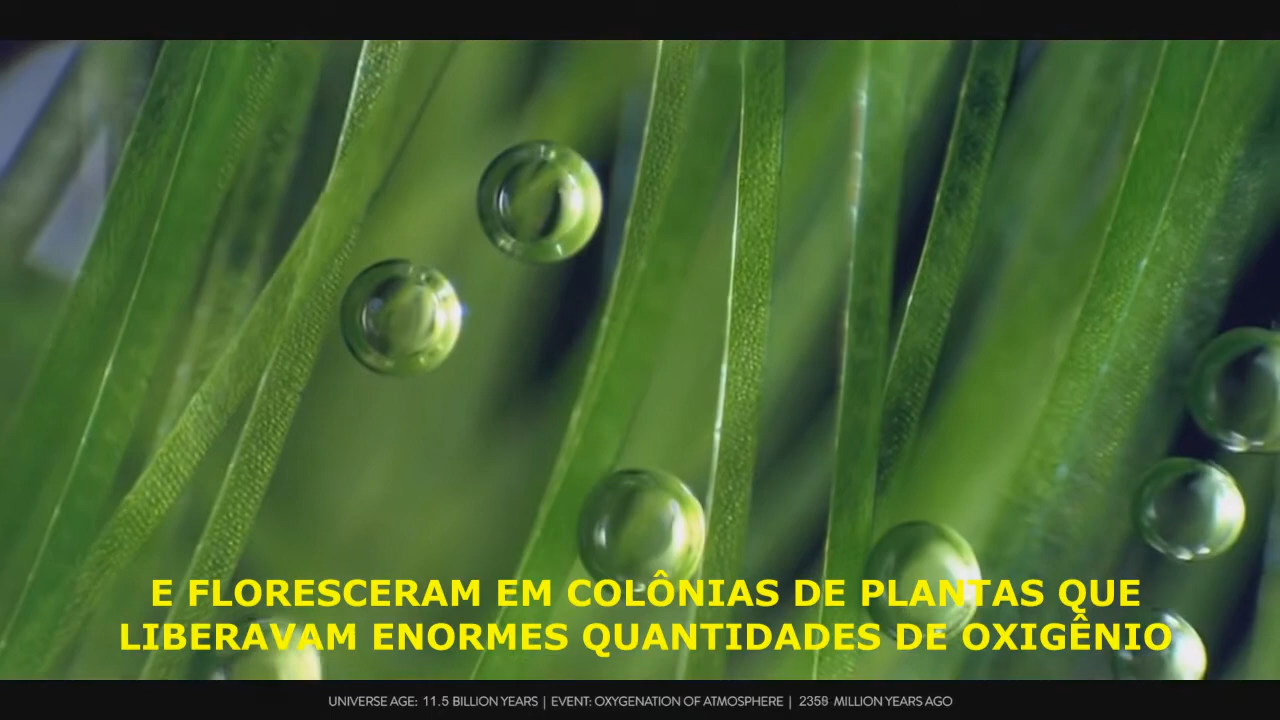 E FLORESCERAM EM COLÔNIAS DE PLANTAS QUE
LIBERAVAM ENORMES QUANTIDADES DE OXIGÊNIO
UNIVERSE AGE: 11.5 BILLION YEARS | EVENT: OXYGENATION OF ATMOSPHERE | 2358 MILLION YEARS AGO